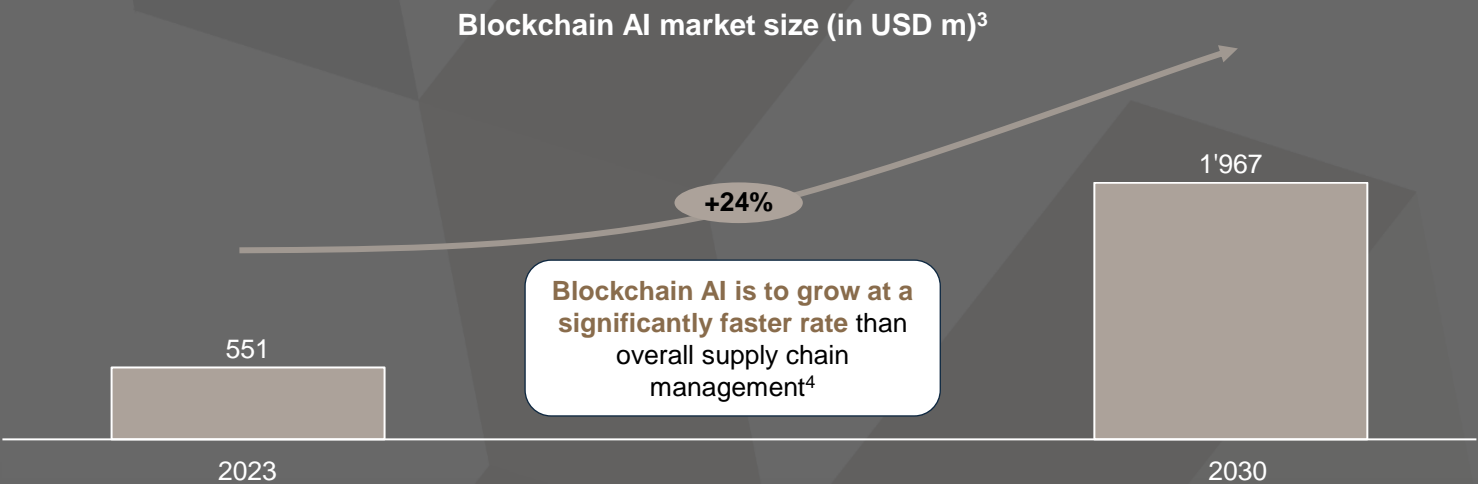 Blockchain AI market size (in USD m)³
1'967
+24%
Blockchain AI is to grow at a
significantly faster rate than
overall supply chain
management⁴
551
2023
2030